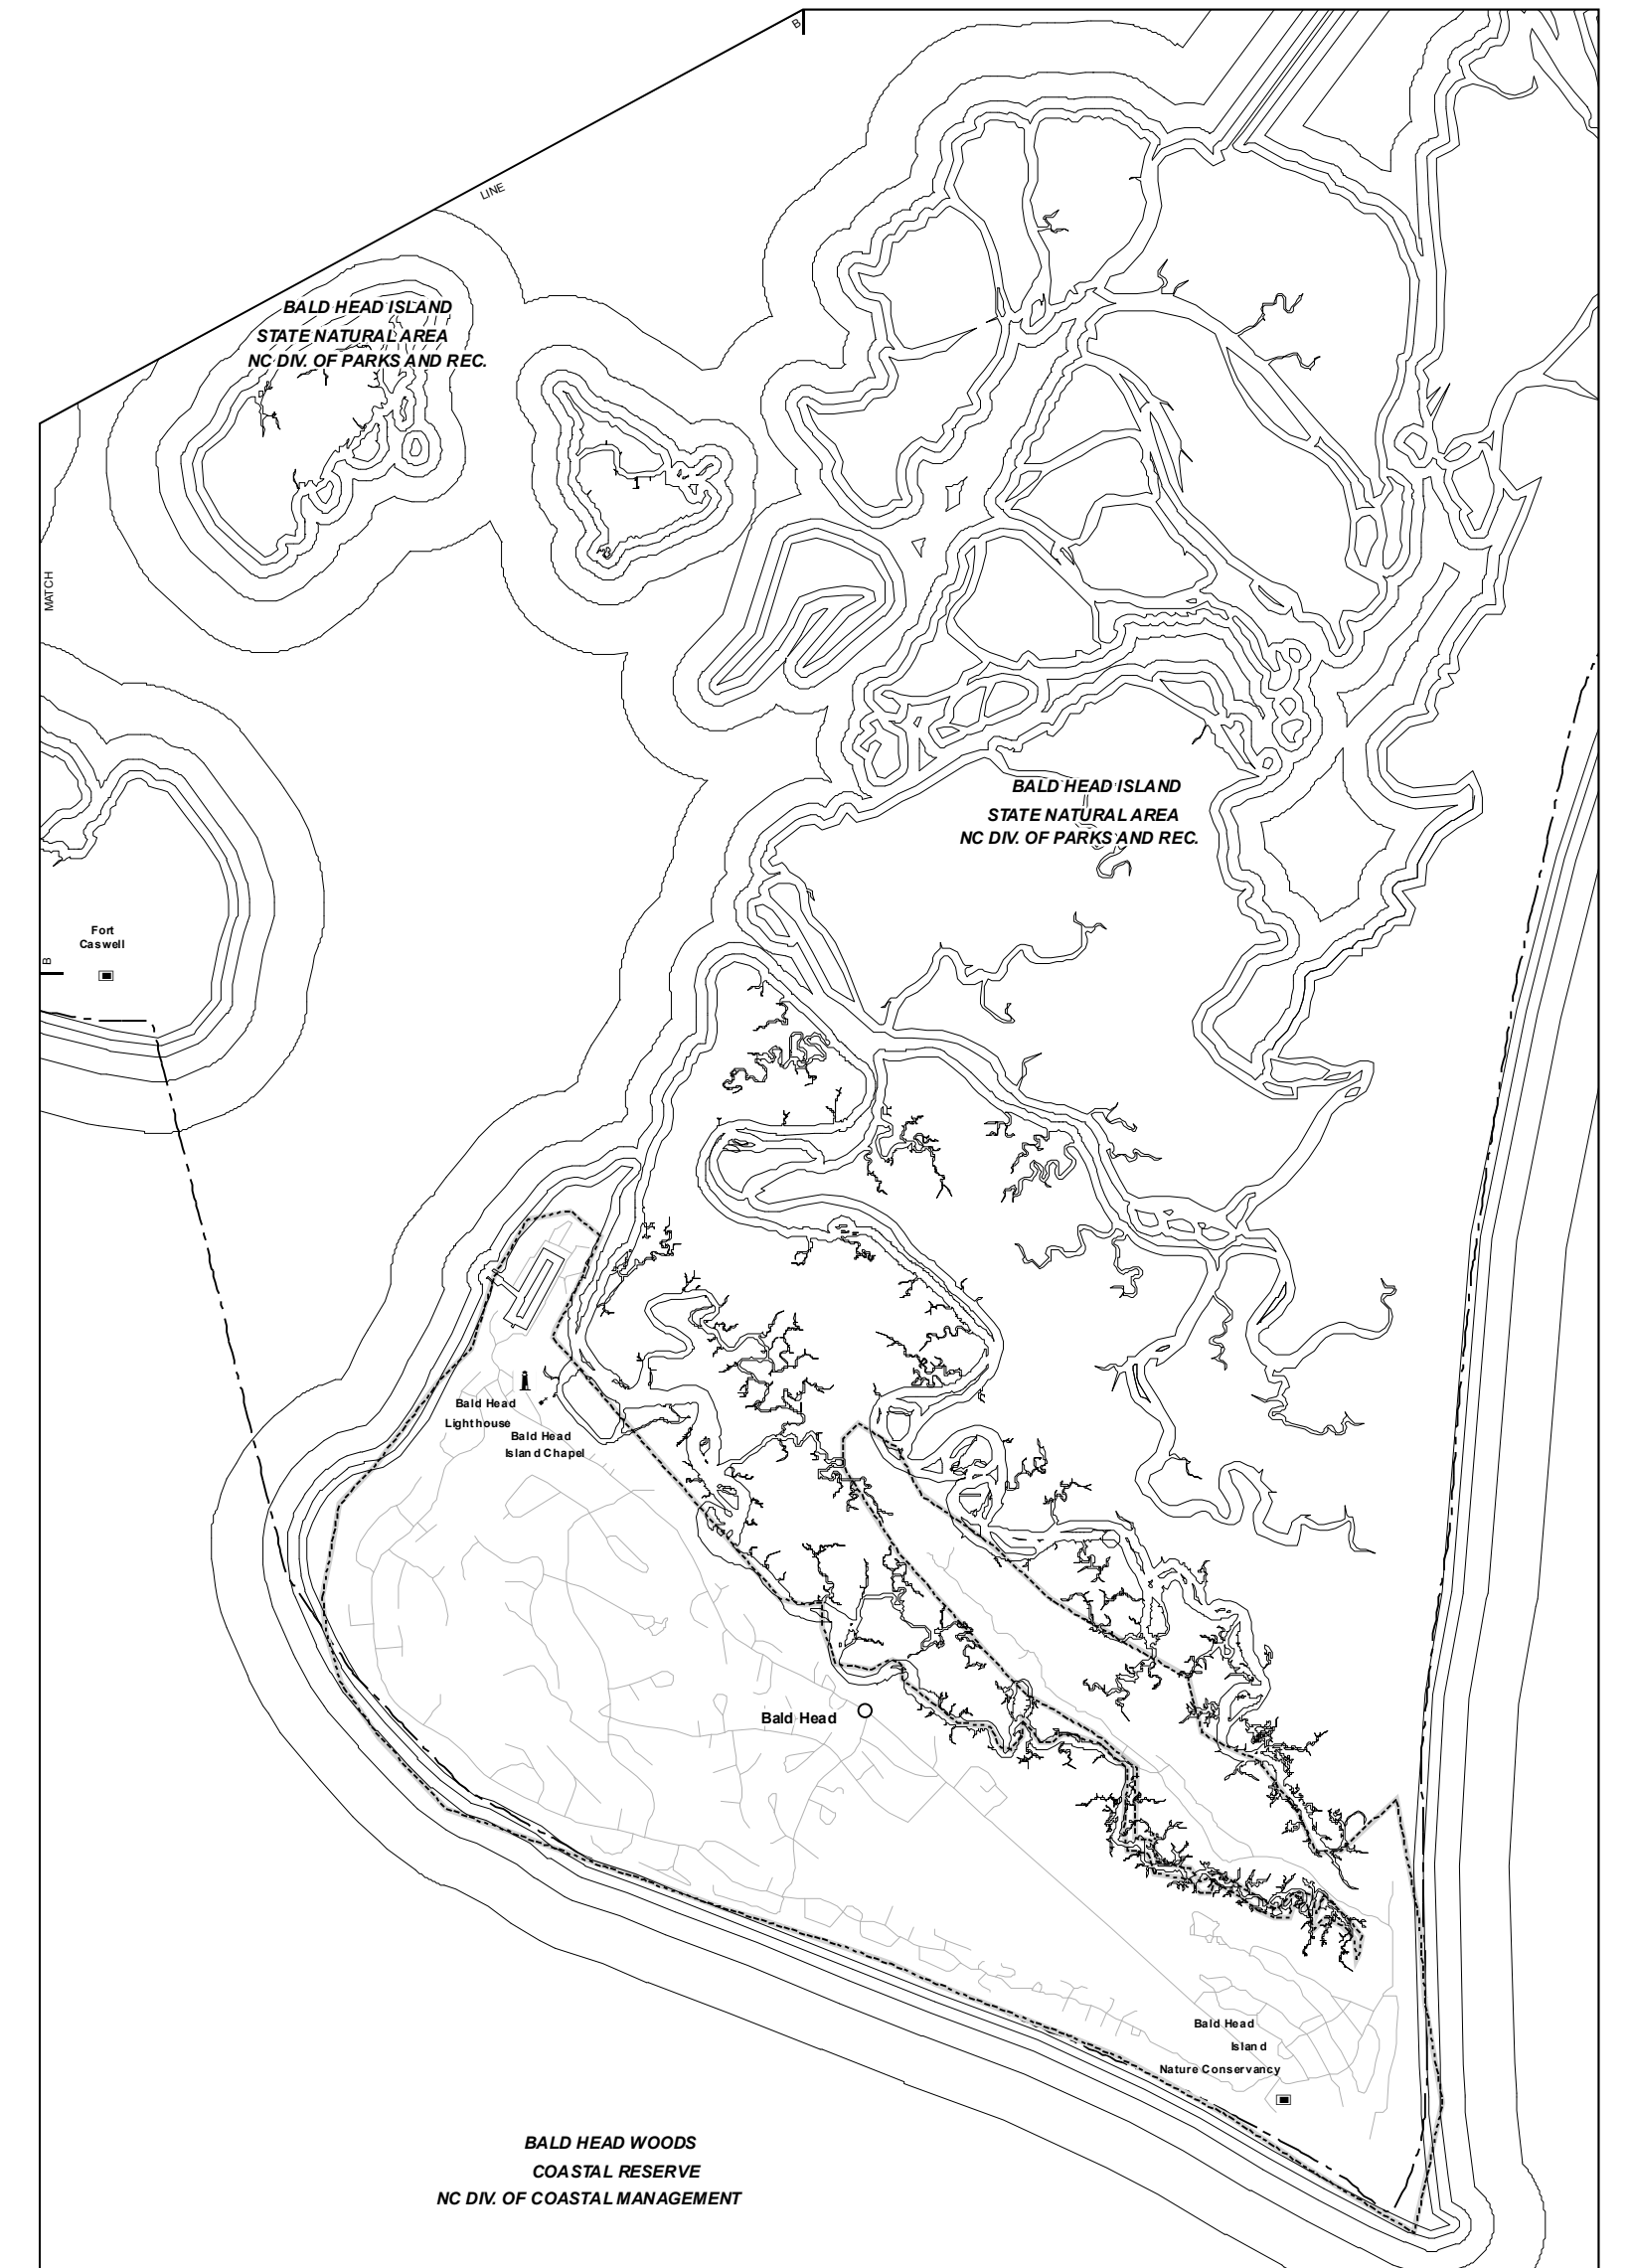 B
LINE
BALD HEAD ISLAND
STATE NATURAL AREA
NC DIV. OF PARKS AND REC.
MATCH
BALD HEAD ISLAND
STATE NATURAL AREA
NC DIV. OF PARKS AND REC.
Fort
Caswell
B
Bald Head
Lighthouse
Bald Head
Island Chapel
Bald Head
Bald Head
Island
Nature Conservancy
BALD HEAD WOODS
COASTAL RESERVE
NC DIV. OF COASTAL MANAGEMENT